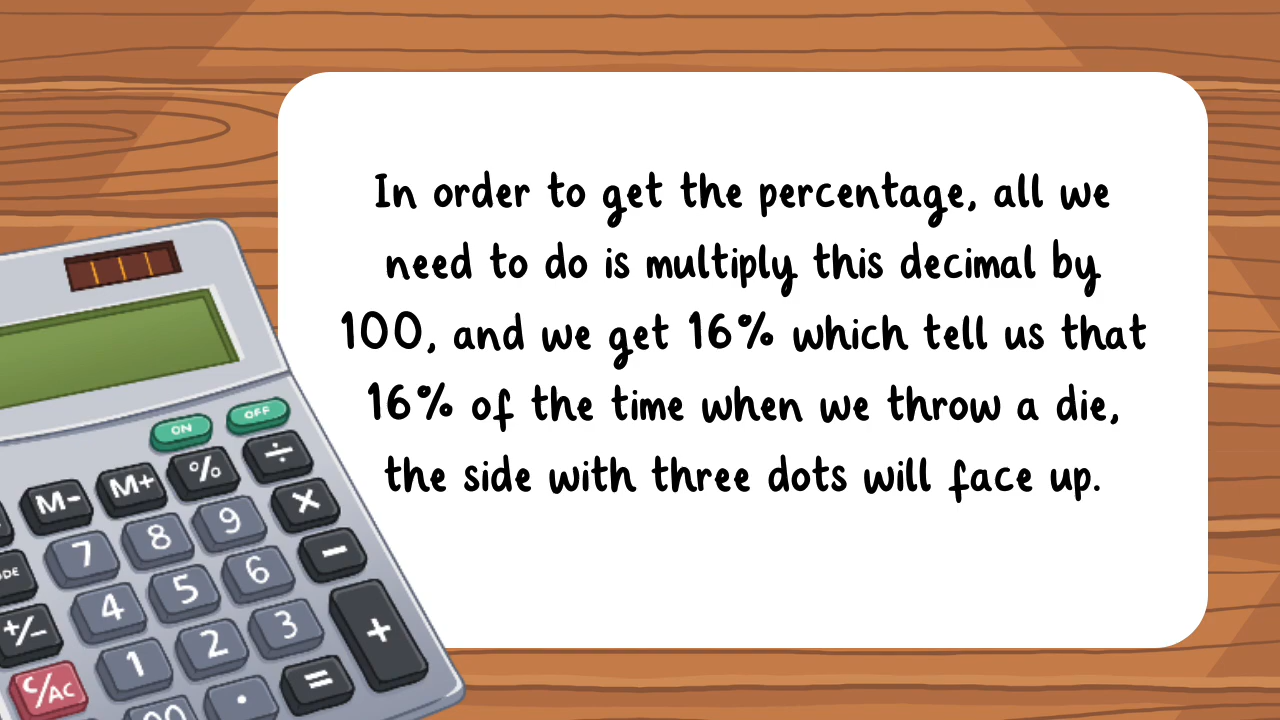 In order to get the percentage, all we
need to do is multiply this decimal by
100, and we get 16% which tell us that
16% of the time when we throw a die,
the side with three dots will face up.
ON OFF
M- M+ % ÷
7 8 9 ×
4 5 6 −
+/- 1 2 3 +
C/AC 00 . =